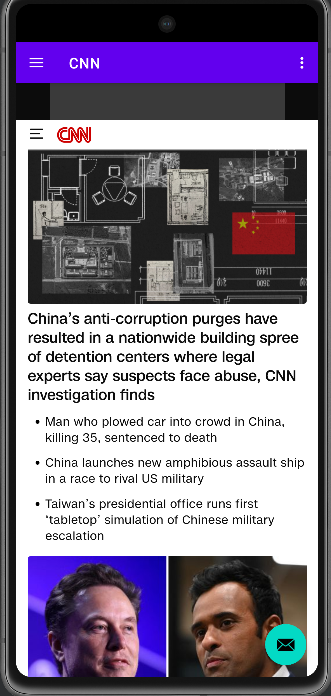 CNN
CNN
11440
3600
China's anti-corruption purges have
resulted in a nationwide building spree
of detention centers where legal
experts say suspects face abuse, CNN
investigation finds
• Man who plowed car into crowd in China,
killing 35, sentenced to death
• China launches new amphibious assault ship
in a race to rival US military
• Taiwan's presidential office runs first
'tabletop' simulation of Chinese military
escalation